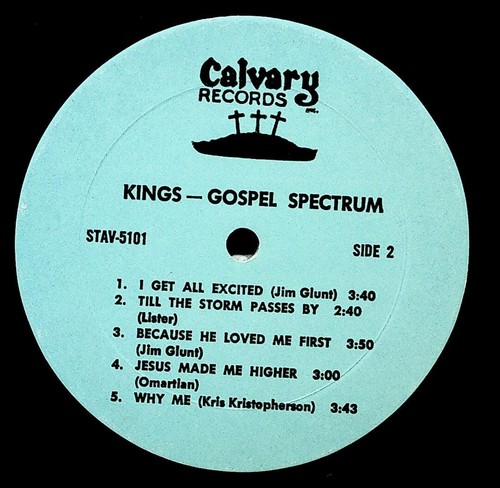 Calvary
RECORDS
KINGS — GOSPEL SPECTRUM
STAV-5101
SIDE 2
1. I GET ALL EXCITED (Jim Glunt) 3:40
2. TILL THE STORM PASSES BY 2:40
(Lister)
3. BECAUSE HE LOVED ME FIRST 3:50
(Jim Glunt)
4. JESUS MADE ME HIGHER 3:00
(Omartian)
5. WHY ME (Kris Kristopherson) 3:43